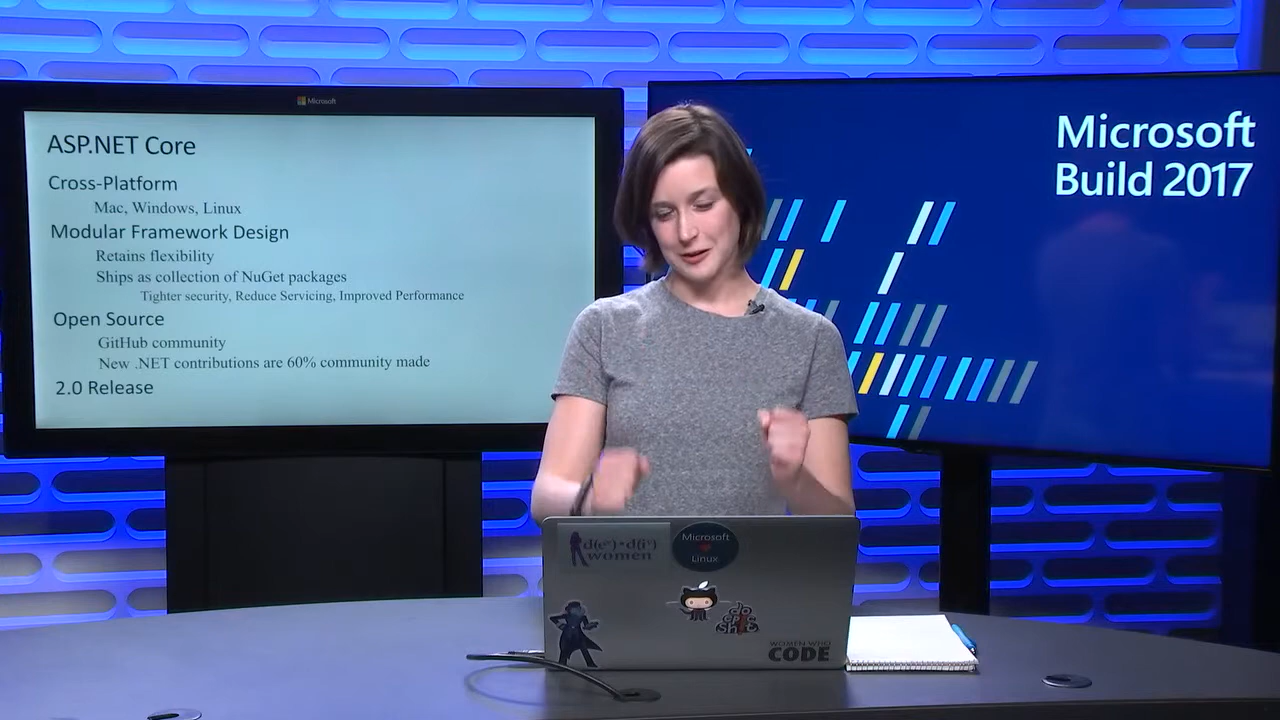 Microsoft
ASP.NET Core
Cross-Platform
Mac, Windows, Linux
Modular Framework Design
Retains flexibility
Ships as collection of NuGet packages
Tighter security, Reduce Servicing, Improved Performance
Open Source
GitHub community
New .NET contributions are 60% community made
2.0 Release
Microsoft
Build 2017
women
Microsoft
Linux
WOMEN WHO
CODE